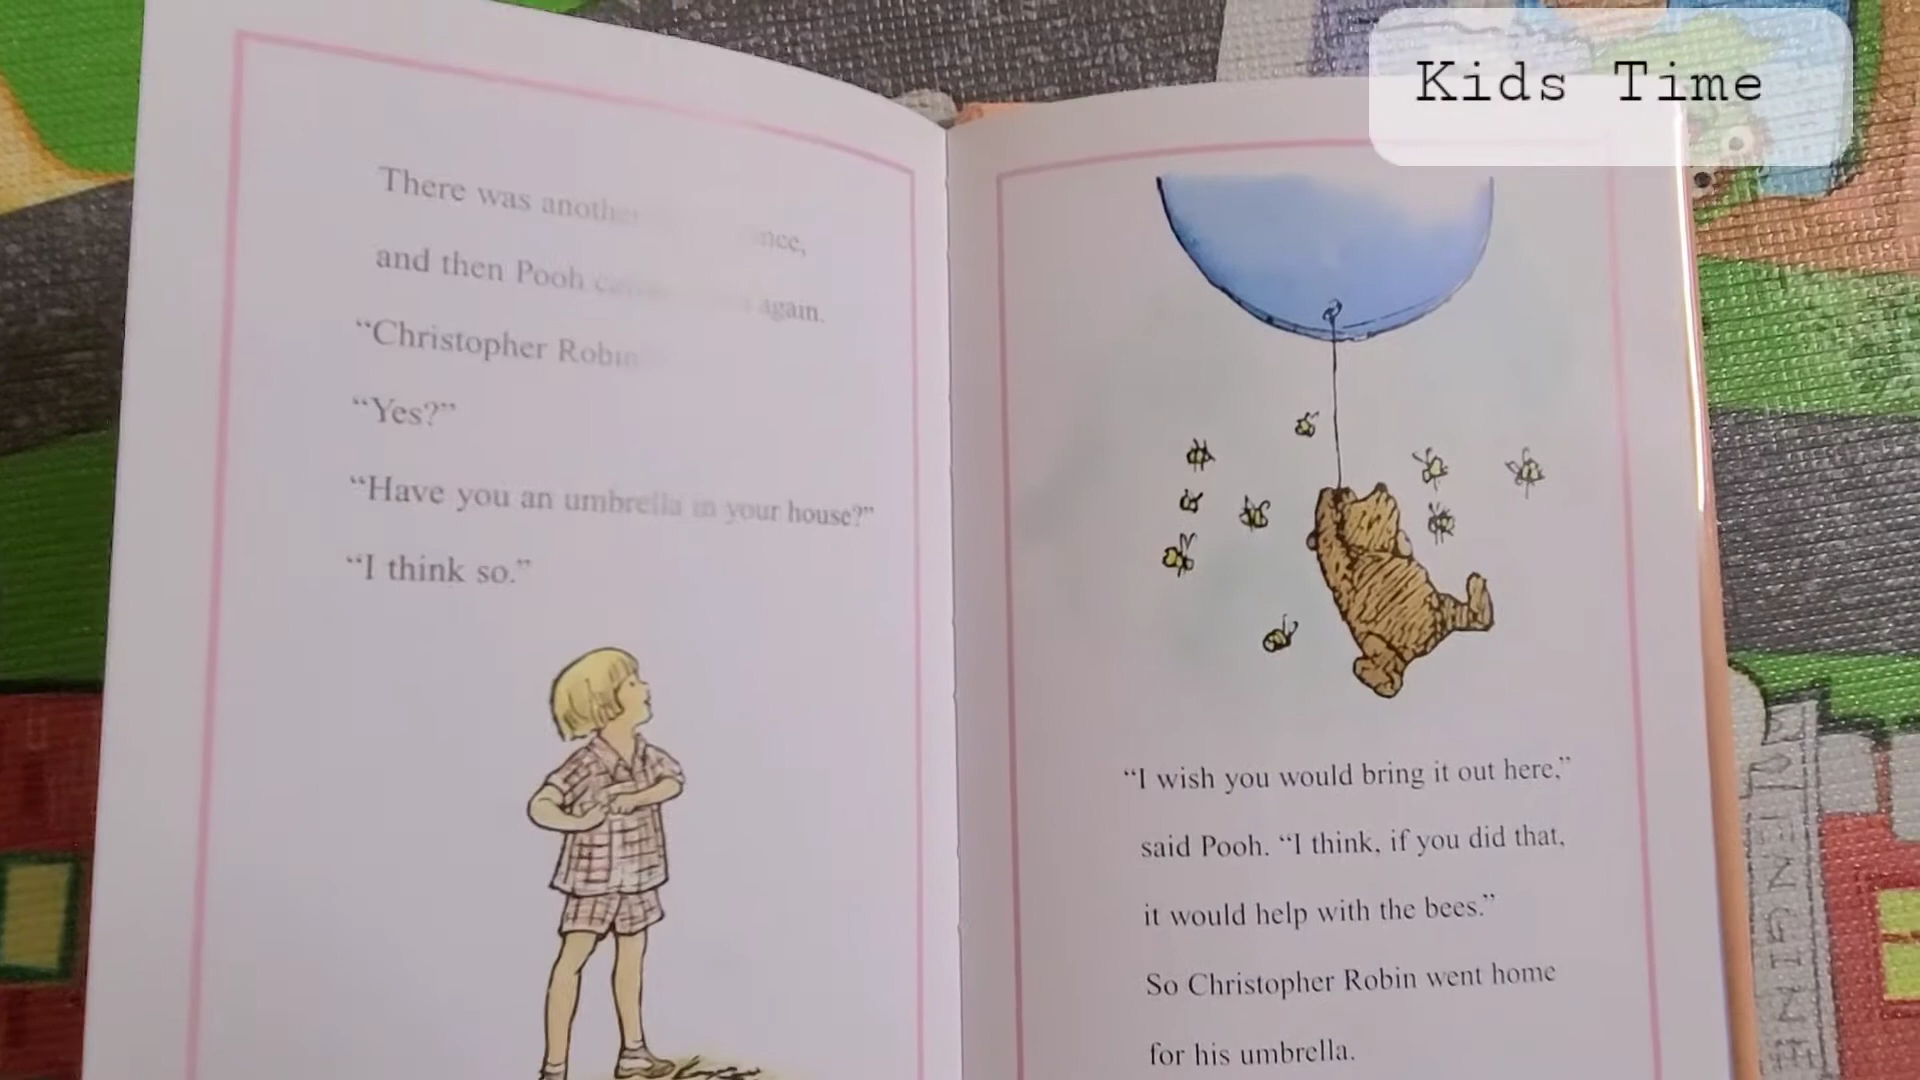 Kids Time
There was another
and then Pooh again.
"Christopher Robin
"Yes?"
"Have you an umbrella in your house?"
"I think so."
"I wish you would bring it out here,"
said Pooh. "I think, if you did that,
it would help with the bees."
So Christopher Robin went home
for his umbrella.
ENGINE